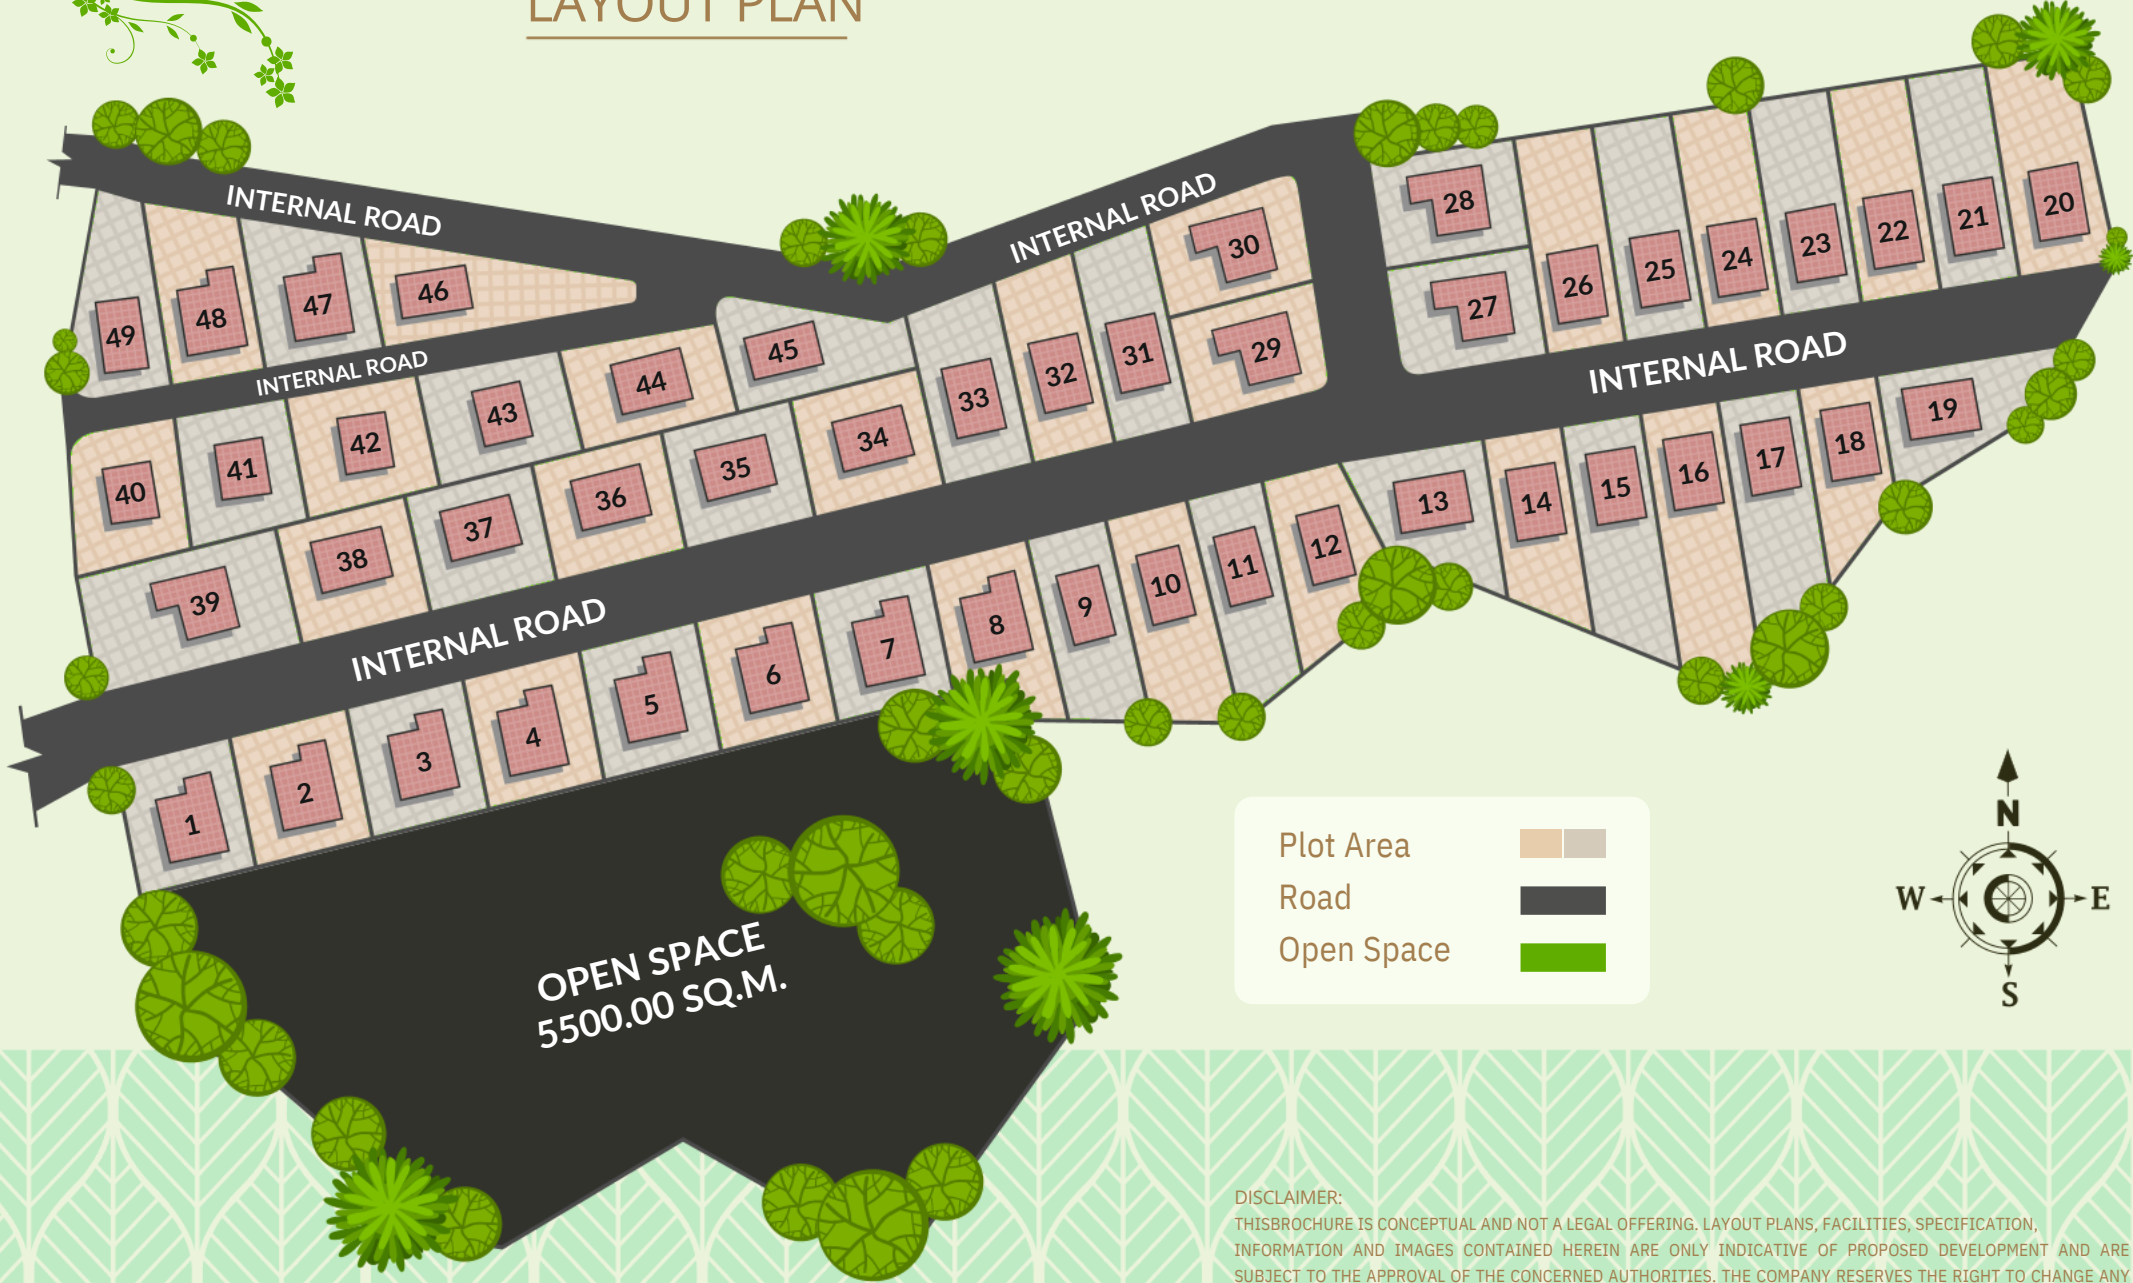 LAYOUT PLAN
INTERNAL ROAD
INTERNAL ROAD
INTERNAL ROAD
INTERNAL ROAD
INTERNAL ROAD
49
48
47
46
45
40
41
42
43
44
39
38
37
36
35
34
33
32
31
30
29
28
27
26
25
24
23
22
21
20
1
2
3
4
5
6
7
8
9
10
11
12
13
14
15
16
17
18
19
OPEN SPACE
5500.00 SQ.M.
Plot Area
Road
Open Space
N
W
E
S
DISCLAIMER:
THISBROCHURE IS CONCEPTUAL AND NOT A LEGAL OFFERING. LAYOUT PLANS, FACILITIES, SPECIFICATION,
INFORMATION AND IMAGES CONTAINED HEREIN ARE ONLY INDICATIVE OF PROPOSED DEVELOPMENT AND ARE
SUBJECT TO THE APPROVAL OF THE CONCERNED AUTHORITIES. THE COMPANY RESERVES THE RIGHT TO CHANGE ANY